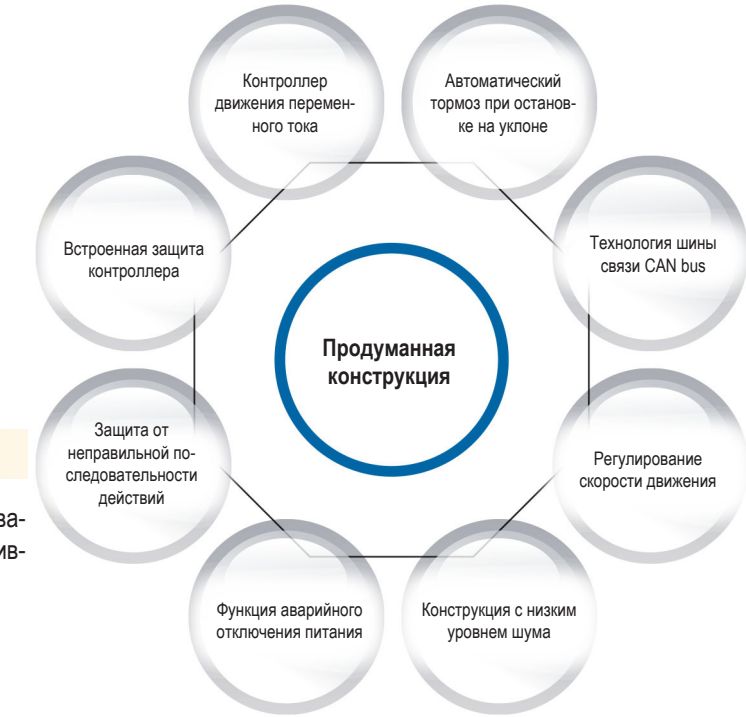 Контроллер
движения перемен-
ного тока
Автоматический
тормоз при останов-
ке на уклоне
Встроенная защита
контроллера
Технология шины
связи CAN bus
Продуманная
конструкция
Защита от
неправильной по-
следовательности
действий
Регулирование
скорости движения
ва-
ив-
Функция аварийного
отключения питания
Конструкция с низким
уровнем шума